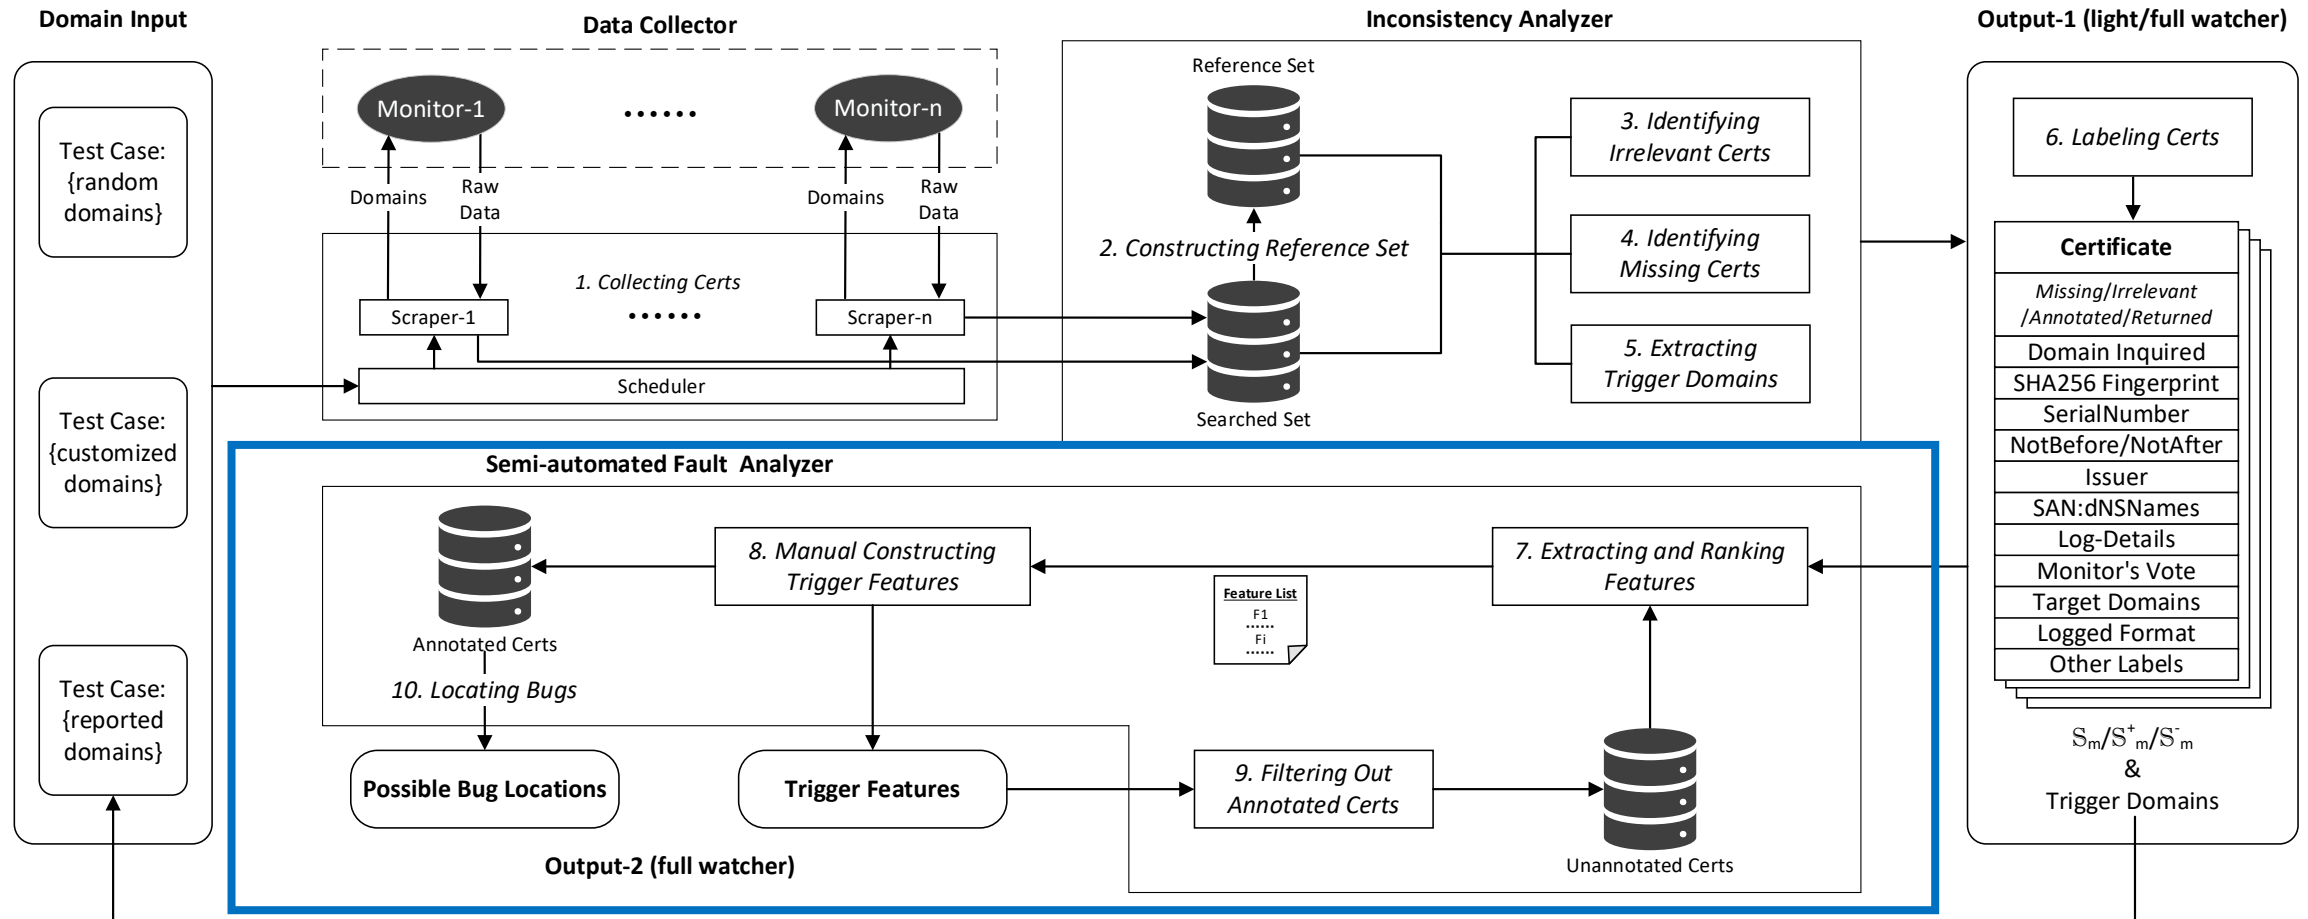 Domain Input
Test Case:
{random
domains}
Test Case:
{customized
domains}
Test Case:
{reported
domains}
Data Collector
Monitor-1
......
Monitor-n
Domains
Raw
Data
Domains
Raw
Data
1. Collecting Certs
......
Scraper-1
Scraper-n
Scheduler
Inconsistency Analyzer
Reference Set
2. Constructing Reference Set
Searched Set
3. Identifying
Irrelevant Certs
4. Identifying
Missing Certs
5. Extracting
Trigger Domains
Output-1 (light/full watcher)
6. Labeling Certs
Certificate
Missing/Irrelevant
/Annotated/Returned
Domain Inquired
SHA256 Fingerprint
SerialNumber
NotBefore/NotAfter
Issuer
SAN:dNSNames
Log-Details
Monitor's Vote
Target Domains
Logged Format
Other Labels
Sₘ/S⁺ₘ/S⁻ₘ
&
Trigger Domains
Semi-automated Fault  Analyzer
7. Extracting and Ranking
Features
Feature List
F1
......
Fi
......
8. Manual Constructing
Trigger Features
Annotated Certs
10. Locating Bugs
Possible Bug Locations
Trigger Features
9. Filtering Out
Annotated Certs
Unannotated Certs
Output-2 (full watcher)